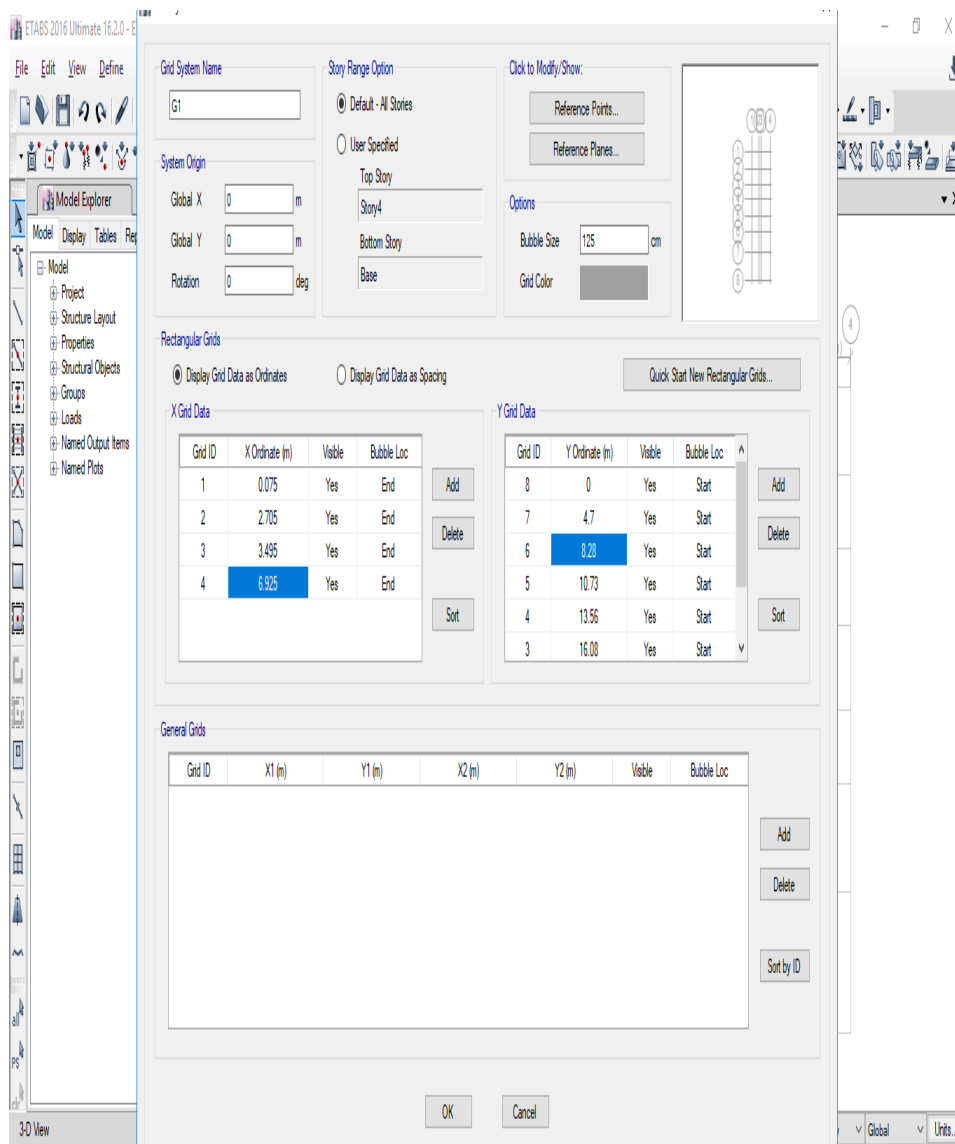 ETABS 2016 Ultimate 16.2.0 - E
File Edit View Define
Model Explorer
Model Display Tables Rep
Model
Project
Structure Layout
Properties
Structural Objects
Groups
Loads
Named Output Items
Named Plots
Grid System Name
G1
System Origin
Global X 0 m
Global Y 0 m
Rotation 0 deg
Story Range Option
Default - All Stories
User Specified
Top Story
Story4
Bottom Story
Base
Click to Modify/Show:
Reference Points...
Reference Planes...
Options
Bubble Size 125 cm
Grid Color
Rectangular Grids
Display Grid Data as Ordinates Display Grid Data as Spacing Quick Start New Rectangular Grids...
X Grid Data
Grid ID X Ordinate (m) Visible Bubble Loc
1 0.075 Yes End
2 2.705 Yes End
3 3.495 Yes End
4 6.925 Yes End
Add
Delete
Sort
Y Grid Data
Grid ID Y Ordinate (m) Visible Bubble Loc
8 0 Yes Start
7 4.7 Yes Start
6 8.28 Yes Start
5 10.73 Yes Start
4 13.56 Yes Start
3 16.08 Yes Start
Add
Delete
Sort
General Grids
Grid ID X1 (m) Y1 (m) X2 (m) Y2 (m) Visible Bubble Loc
Add
Delete
Sort by ID
OK Cancel
4
all
PS
3-D View
Global Units...